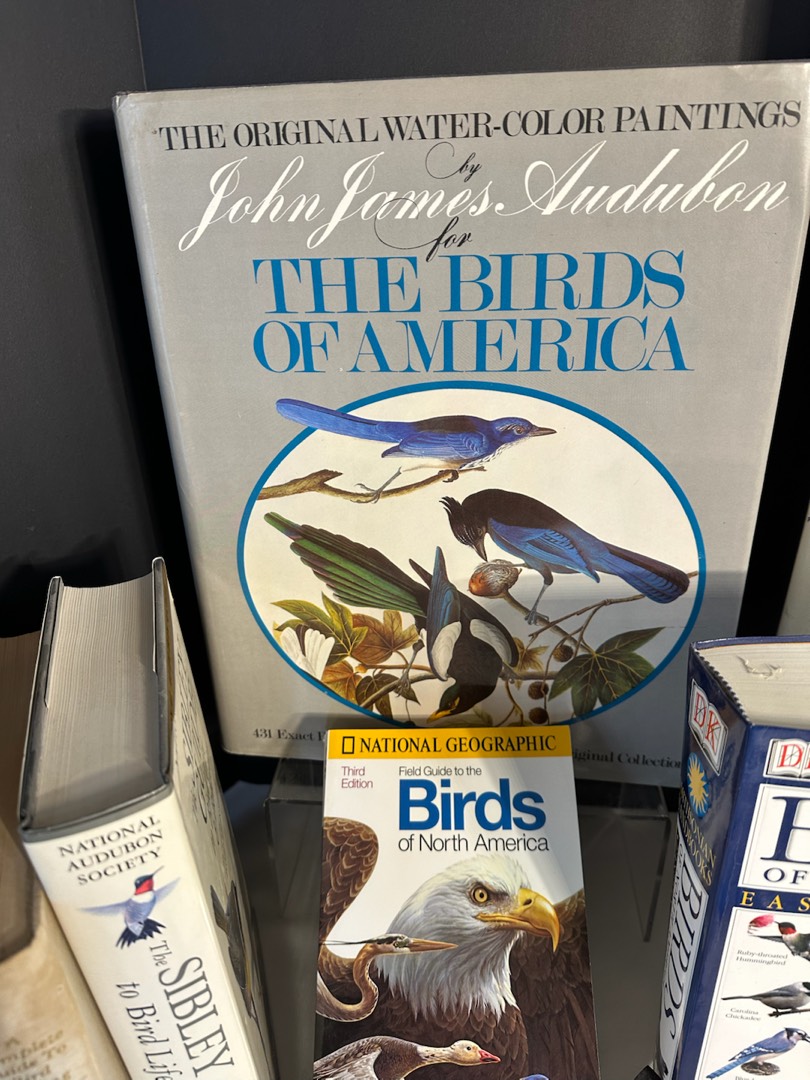 THE ORIGINAL WATER-COLOR PAINTINGS
by
John James Audubon
for
THE BIRDS
OF AMERICA
431 Exact
Original Collection
NATIONAL GEOGRAPHIC
Third
Edition
Field Guide to the
Birds
of North America
NATIONAL
AUDUBON
SOCIETY
The SIBLEY
to Bird Life
DK
BIRDS
OF
EAS
Ruby-throated
Hummingbird
Carolina
Chickadee